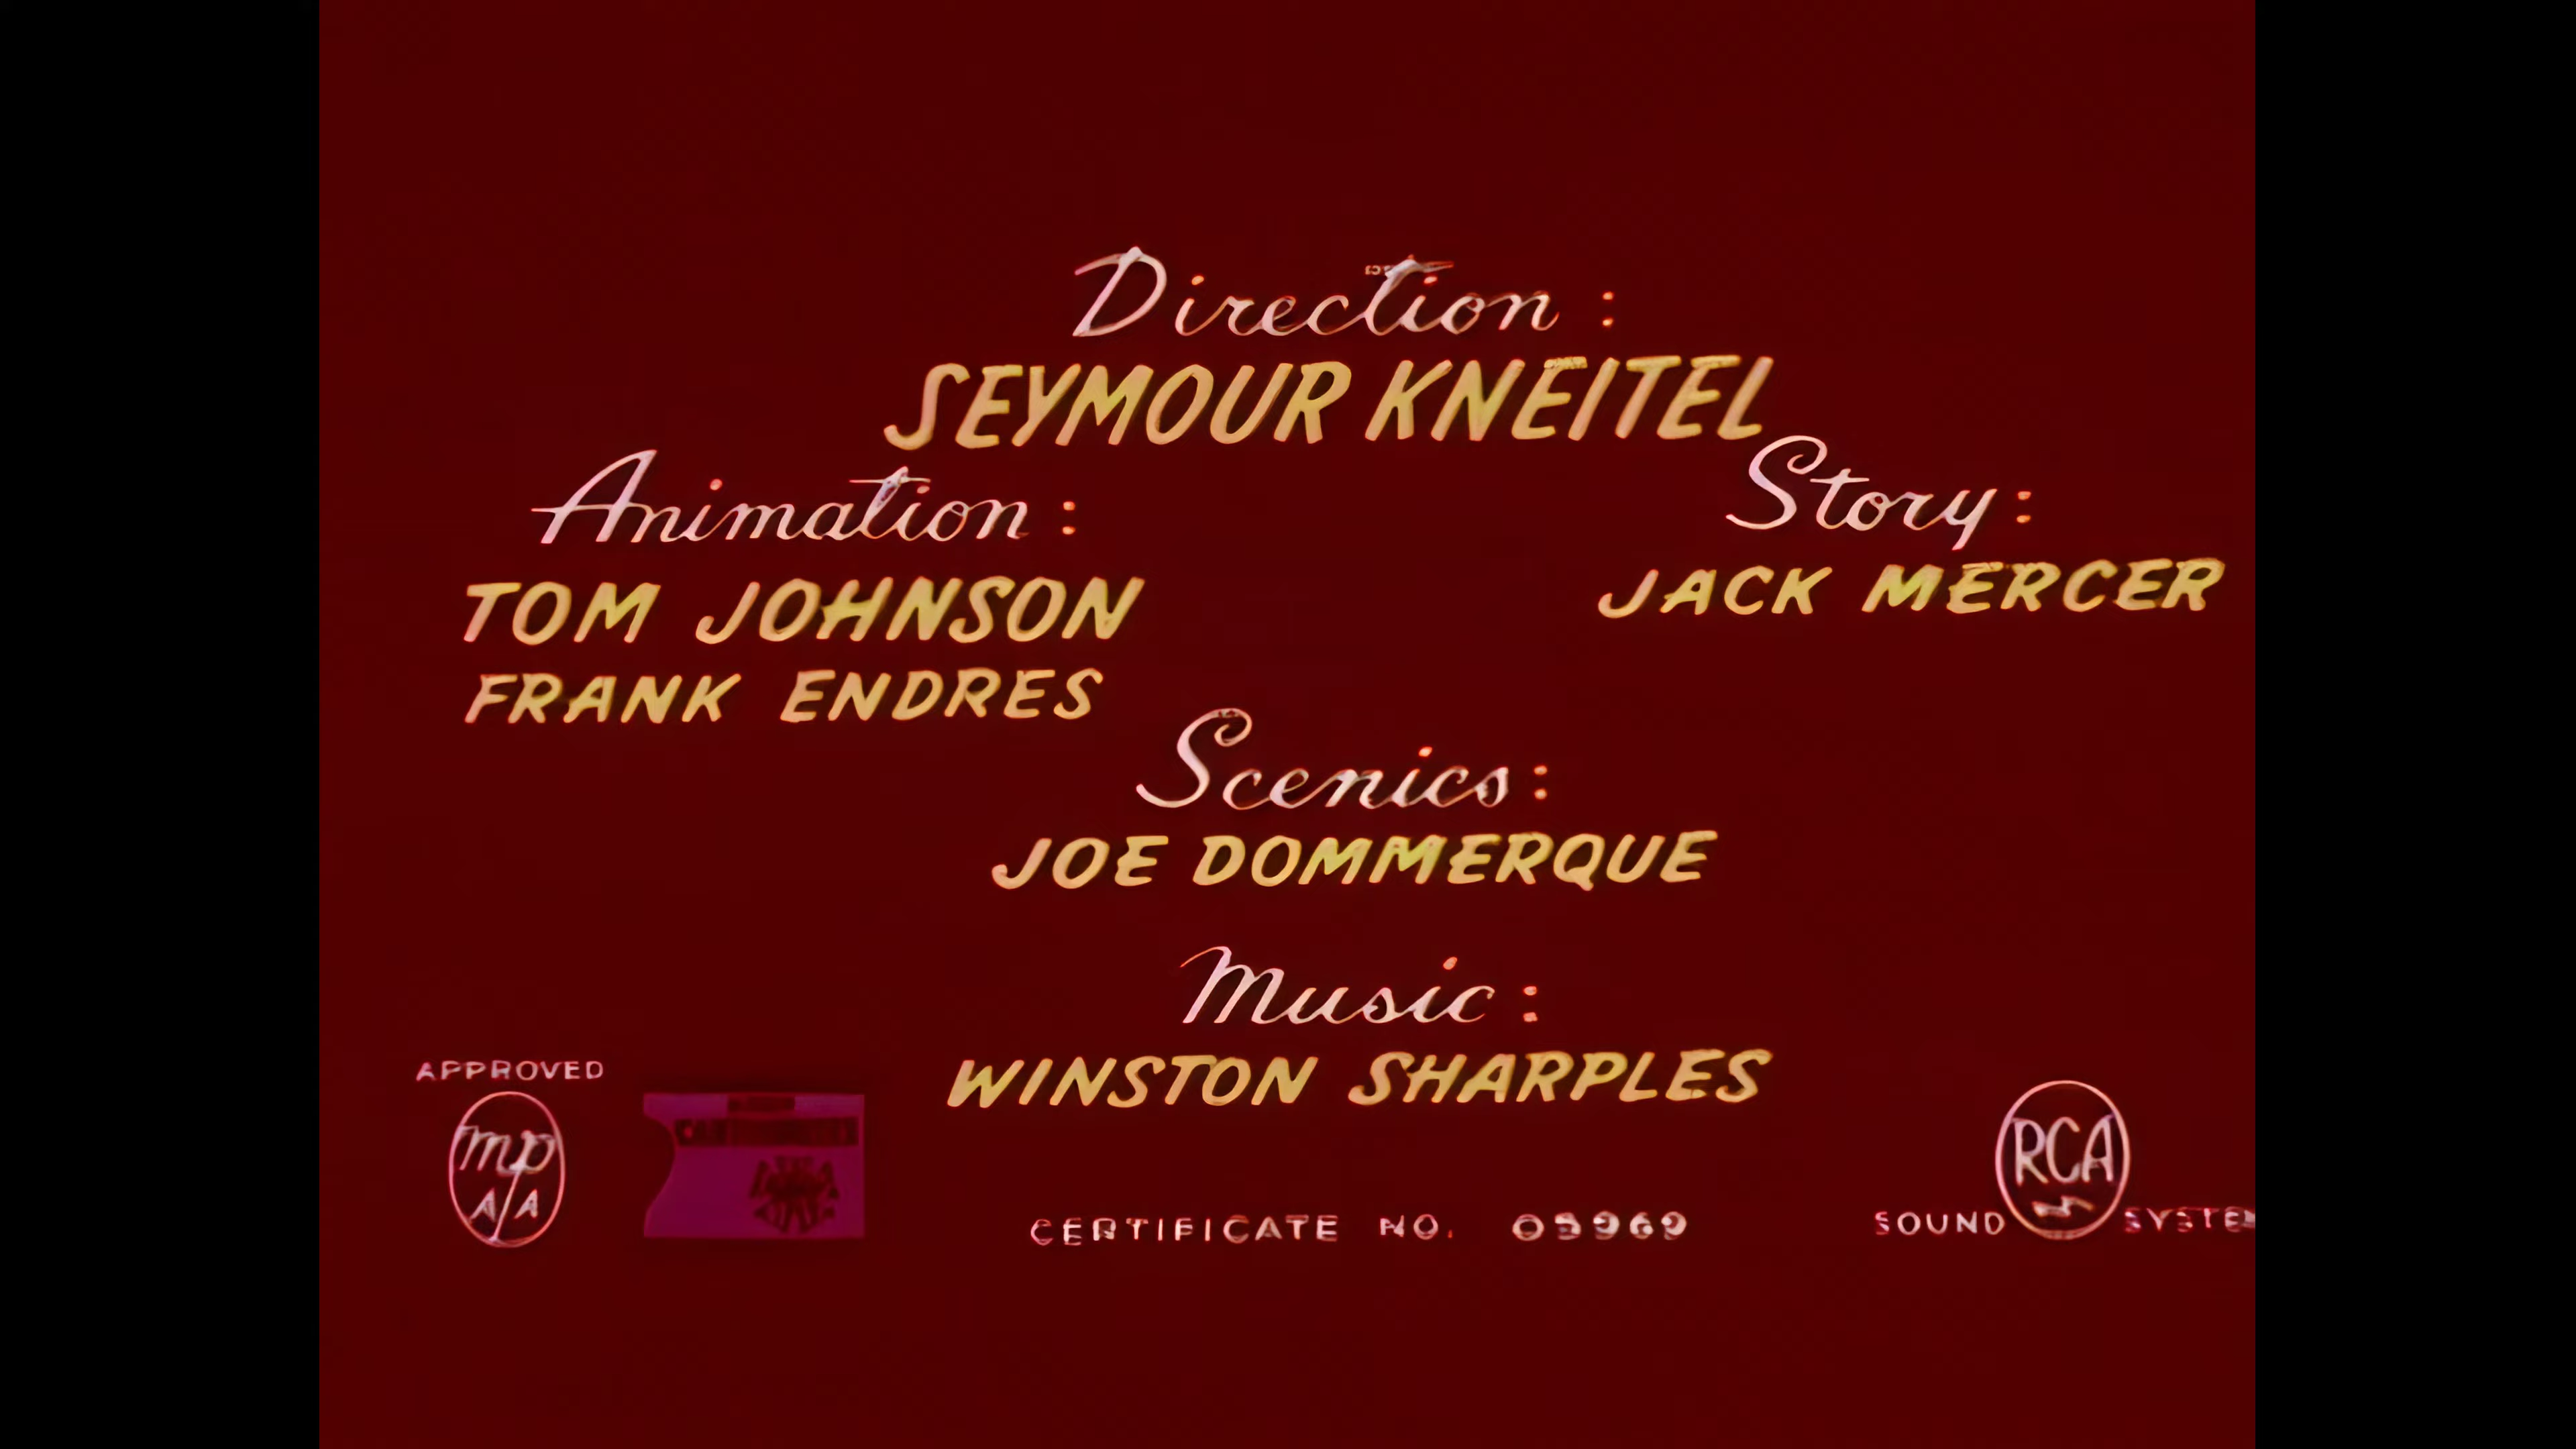 Direction :
SEYMOUR KNEITEL
Animation :
TOM JOHNSON
FRANK ENDRES
Story :
JACK MERCER
Scenics :
JOE DOMMERQUE
Music :
WINSTON SHARPLES
APPROVED
MP
AA
CERTIFICATE NO.
RCA
SOUND